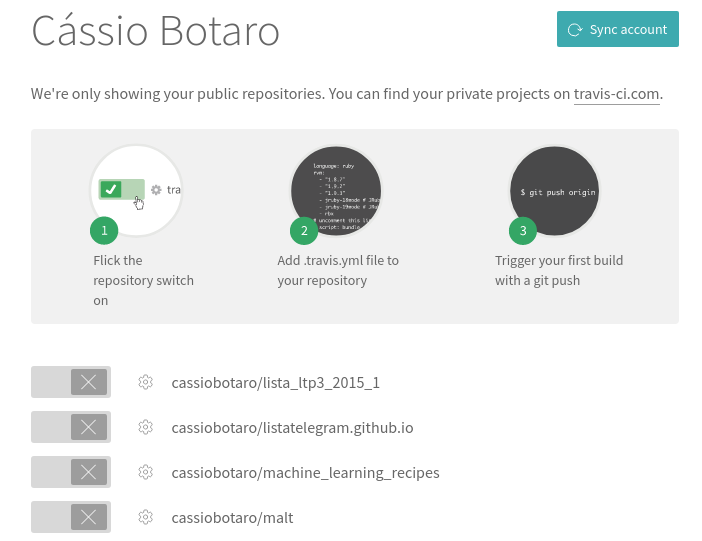 Cássio Botaro
Sync account
We're only showing your public repositories. You can find your private projects on travis-ci.com.
tra
1
Flick the
repository switch
on
language: ruby
rvm:
- "1.8.7"
- "1.9.2"
- "1.9.3"
- jruby-18mode # JRu
- jruby-19mode # JRu
- rbx
# uncomment this li
script: bundle
2
Add .travis.yml file to
your repository
$ git push origin
3
Trigger your first build
with a git push
cassiobotaro/lista_ltp3_2015_1
cassiobotaro/listatelegram.github.io
cassiobotaro/machine_learning_recipes
cassiobotaro/malt